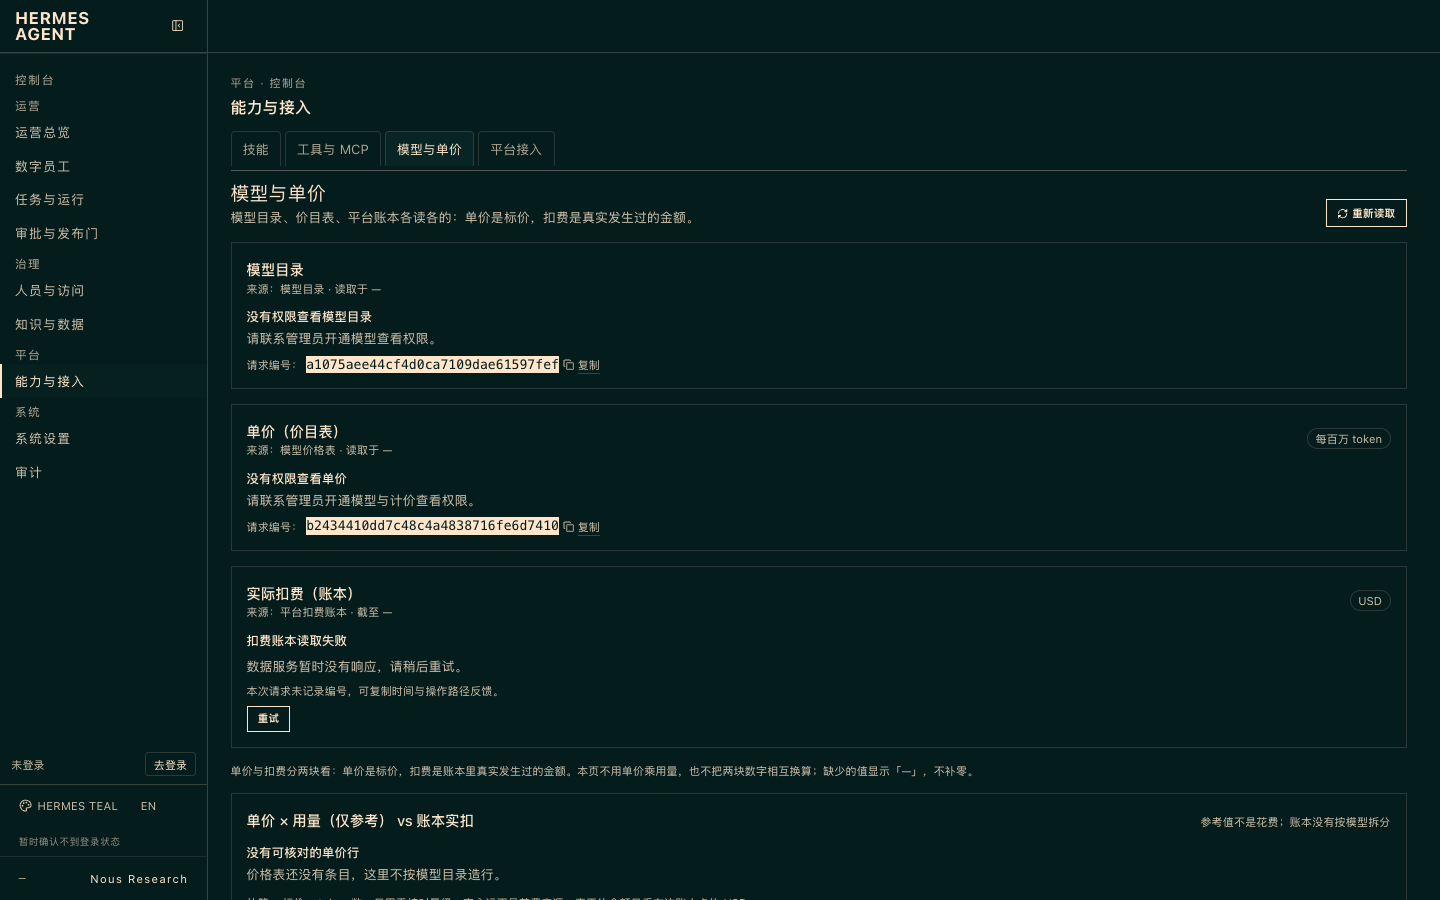 HERMES
AGENT
控制台
运营
运营总览
数字员工
任务与运行
审批与发布门
治理
人员与访问
知识与数据
平台
能力与接入
系统
系统设置
审计
未登录 去登录
HERMES TEAL EN
暂时确认不到登录状态
— Nous Research
平台 · 控制台
能力与接入
技能 工具与 MCP 模型与单价 平台接入
模型与单价
模型目录、价目表、平台账本各读各的：单价是标价，扣费是真实发生过的金额。
重新读取
模型目录
来源：模型目录 · 读取于 —
没有权限查看模型目录
请联系管理员开通模型查看权限。
请求编号： a1075aee44cf4d0ca7109dae61597fef 复制
单价（价目表）
每百万 token
来源：模型价格表 · 读取于 —
没有权限查看单价
请联系管理员开通模型与计价查看权限。
请求编号： b2434410dd7c48c4a4838716fe6d7410 复制
实际扣费（账本）
USD
来源：平台扣费账本 · 截至 —
扣费账本读取失败
数据服务暂时没有响应，请稍后重试。
本次请求未记录编号，可复制时间与操作路径反馈。
重试
单价与扣费分两块看：单价是标价，扣费是账本里真实发生过的金额。本页不用单价乘用量，也不把两块数字相互换算；缺少的值显示「—」，不补零。
单价 × 用量（仅参考） vs 账本实扣
参考值不是花费；账本没有按模型拆分
没有可核对的单价行
价格表还没有条目，这里不按模型目录造行。